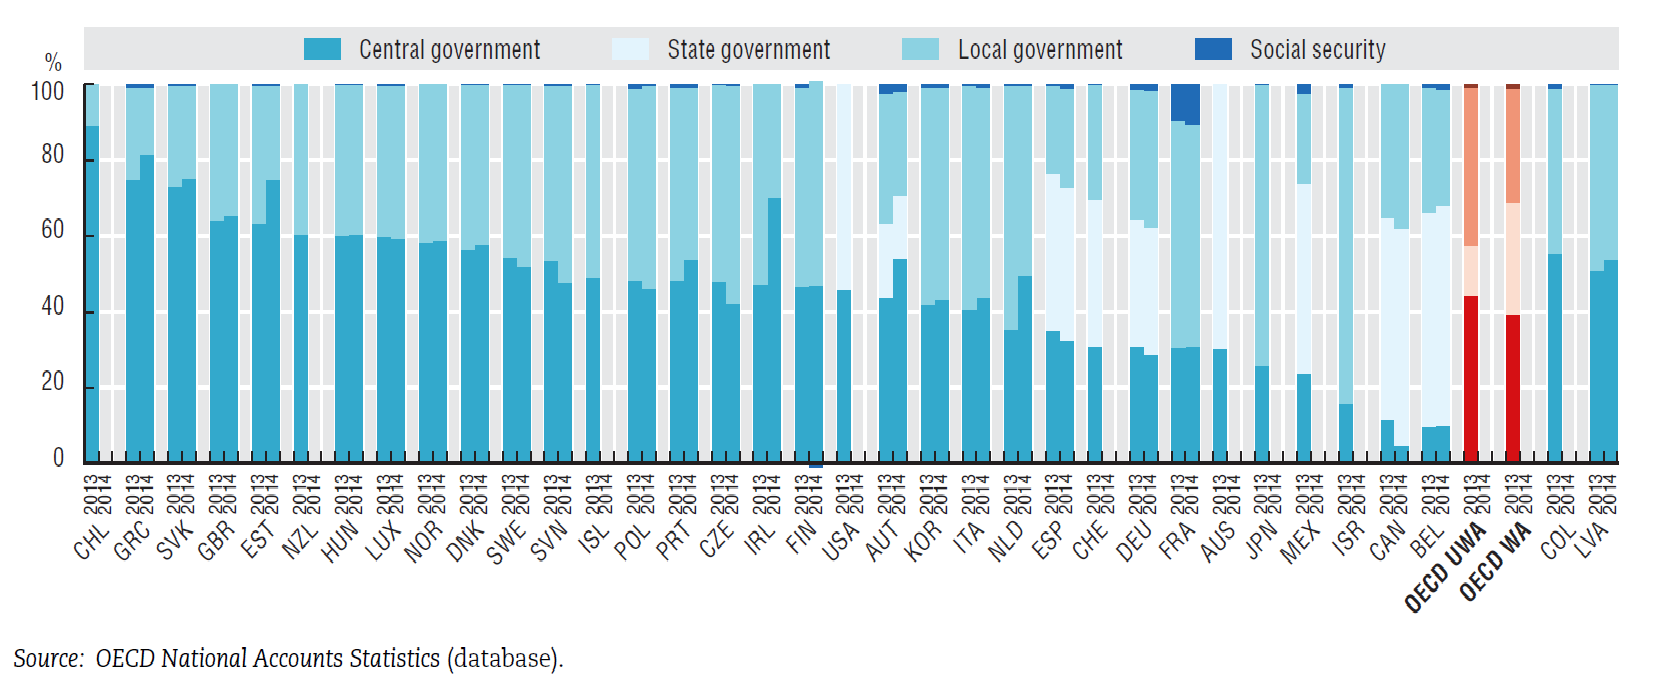 %
Central government State government Local government Social security
100
80
60
40
20
0
2013 2014 2013 2014 2013 2014 2013 2014 2013 2014 2013 2014 2013 2014 2013 2014 2013 2014 2013 2014 2013 2014 2013 2014 2013 2014 2013 2014 2013 2014 2013 2014 2013 2014 2013 2014 2013 2014 2013 2014 2013 2014 2013 2014 2013 2014 2013 2014 2013 2014 2013 2014 2013 2014 2013 2014 2013 2014 2013 2014 2013 2014 2013 2014 2013 2014 2013 2014 2013 2014 2013 2014 2013 2014
CHL GRC SVK GBR EST NZL HUN LUX NOR DNK SWE SVN ISL POL PRT CZE IRL FIN USA AUT KOR ITA NLD ESP CHE DEU FRA AUS JPN MEX ISR CAN BEL OECD UWA OECD WA COL LVA
Source: OECD National Accounts Statistics (database).